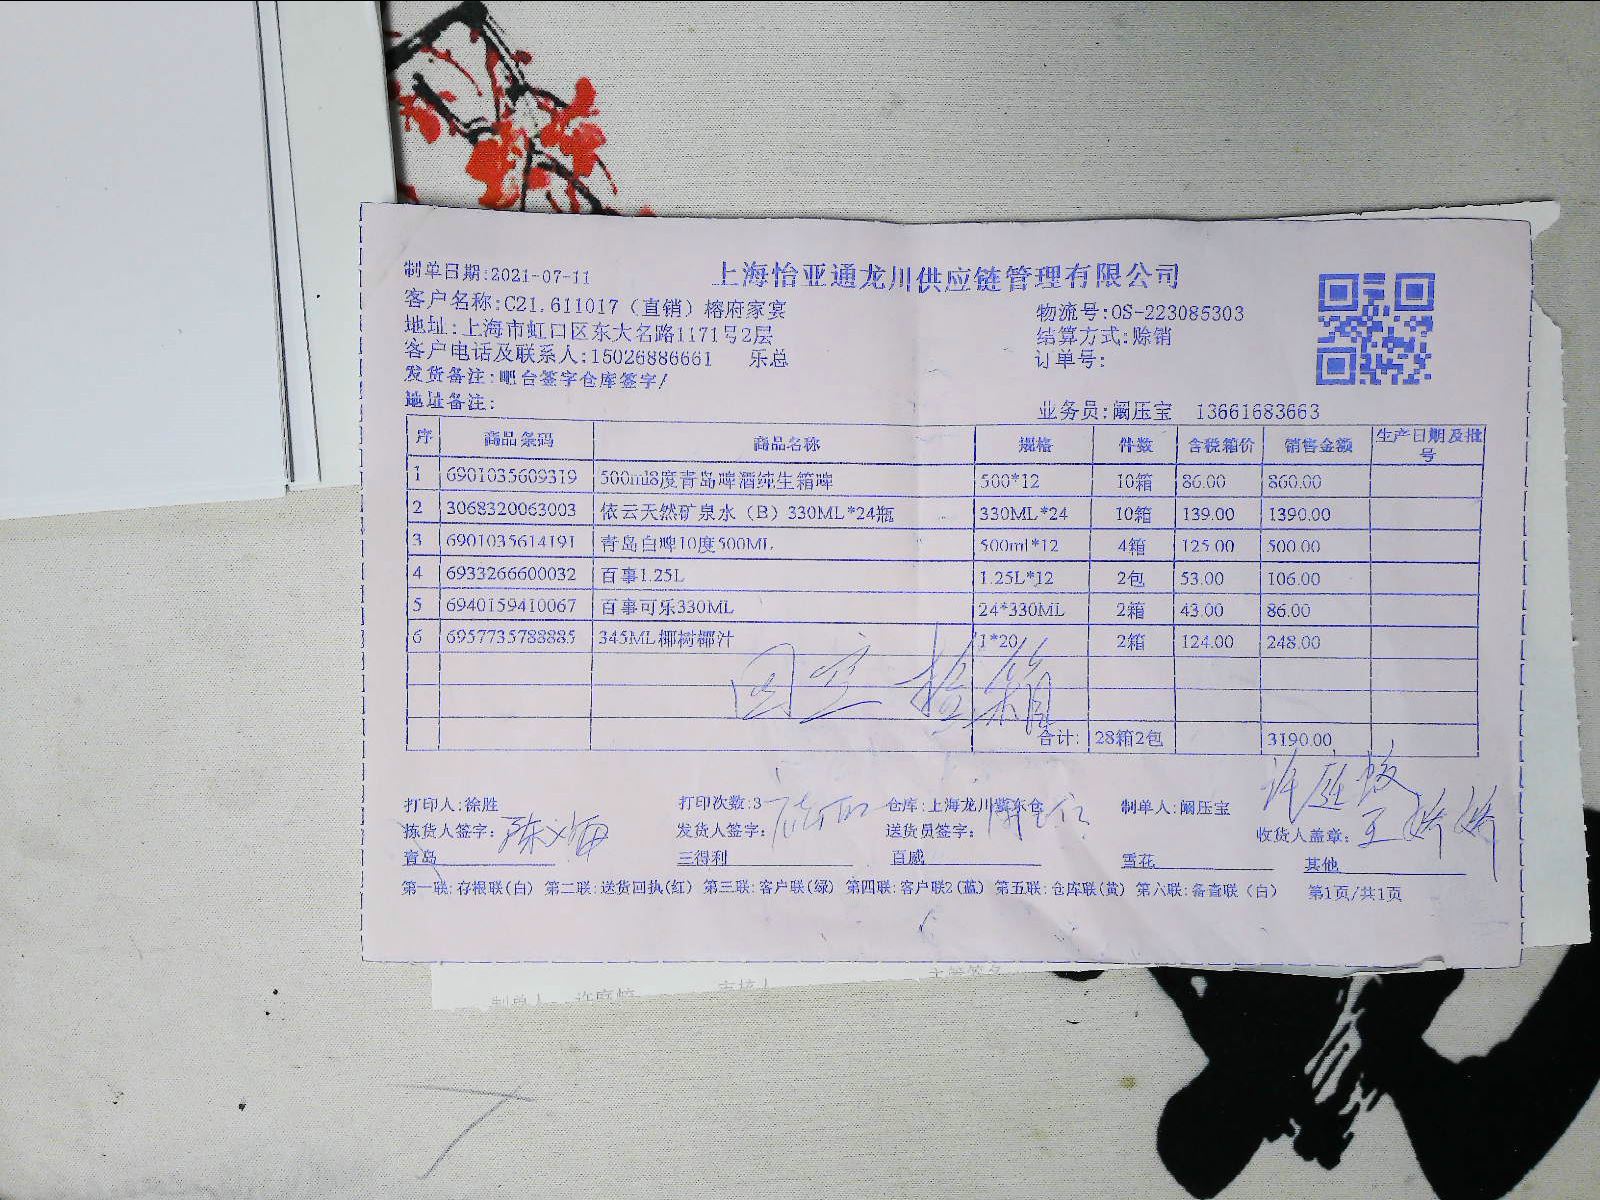 制单日期:2021-07-11
上海怡亚通龙川供应链管理有限公司
客户名称:C21.611017（直销）榕府家宴
物流号:OS-223085303
地址:上海市虹口区东大名路1171号2层
结算方式:赊销
客户电话及联系人:15026886661 乐总
订单号:
发货备注:吧台签字仓库签字/
地址备注:
业务员:阚压宝 13661683663
序 商品条码 商品名称 规格 件数 含税箱价 销售金额 生产日期及批号
1 6901035609319 500ml8度青岛啤酒纯生箱啤 500*12 10箱 86.00 860.00
2 3068320063003 依云天然矿泉水（B）330ML*24瓶 330ML*24 10箱 139.00 1390.00
3 6901035614191 青岛白啤10度500ML 500ml*12 4箱 125.00 500.00
4 6933266600032 百事1.25L 1.25L*12 2包 53.00 106.00
5 6940159410067 百事可乐330ML 24*330ML 2箱 43.00 86.00
6 6957735788885 345ML椰树椰汁 1*20 2箱 124.00 248.00
合计: 28箱2包 3190.00
打印人:徐胜 打印次数:3 仓库:上海龙川冀东仓 制单人:阚压宝
拣货人签字: 发货人签字: 送货员签字: 收货人盖章:
青岛 三得利 百威 雪花 其他
第一联:存根联(白) 第二联:送货回执(红) 第三联:客户联(绿) 第四联:客户联2(蓝) 第五联:仓库联(黄) 第六联:备查联（白） 第1页/共1页
制单人